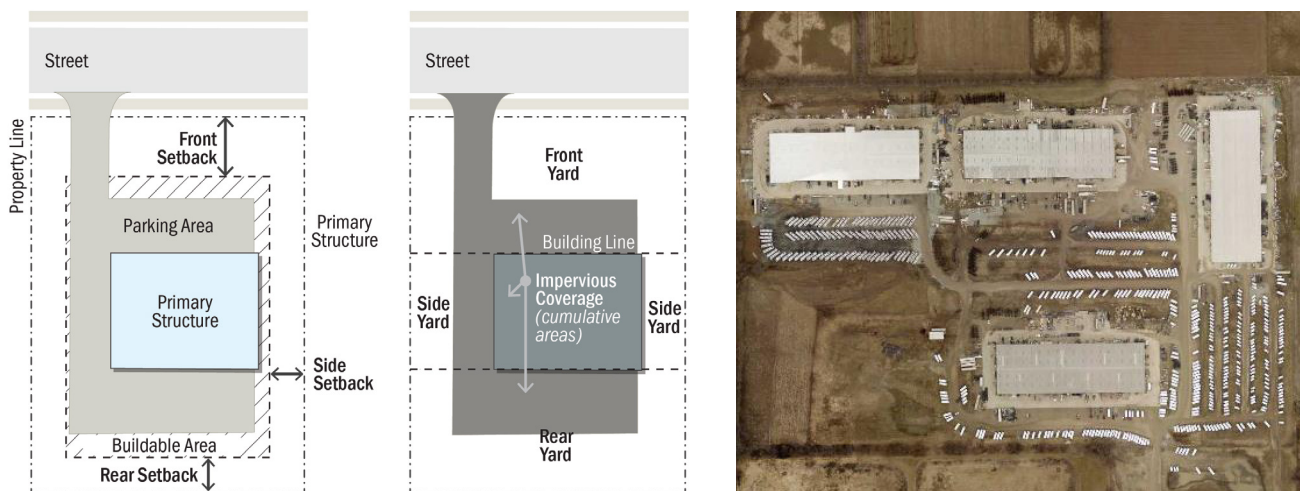 Street
Property Line
Front
Setback
Parking Area
Primary
Structure
Primary
Structure
Side
Setback
Buildable Area
Rear Setback
Street
Front
Yard
Building Line
Impervious
Coverage
(cumulative
areas)
Side
Yard
Side
Yard
Rear
Yard